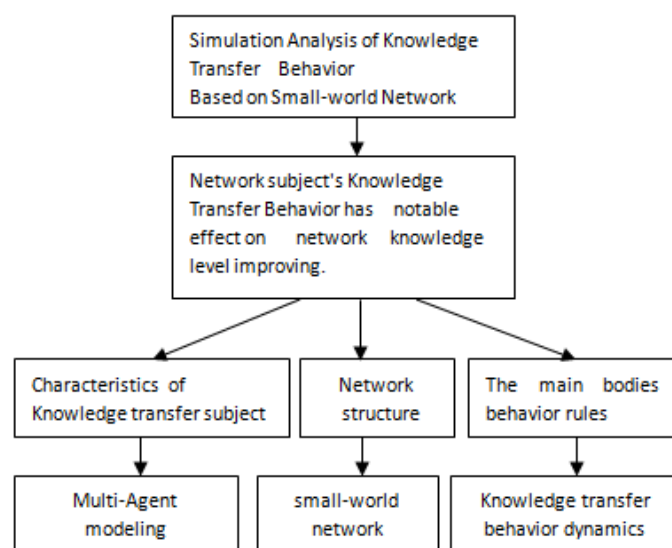 Simulation Analysis of Knowledge
Transfer Behavior
Based on Small-world Network
Network subject's Knowledge
Transfer Behavior has notable
effect on network knowledge
level improving.
Characteristics of
Knowledge transfer subject
Network
structure
The main bodies
behavior rules
Multi-Agent
modeling
small-world
network
Knowledge transfer
behavior dynamics